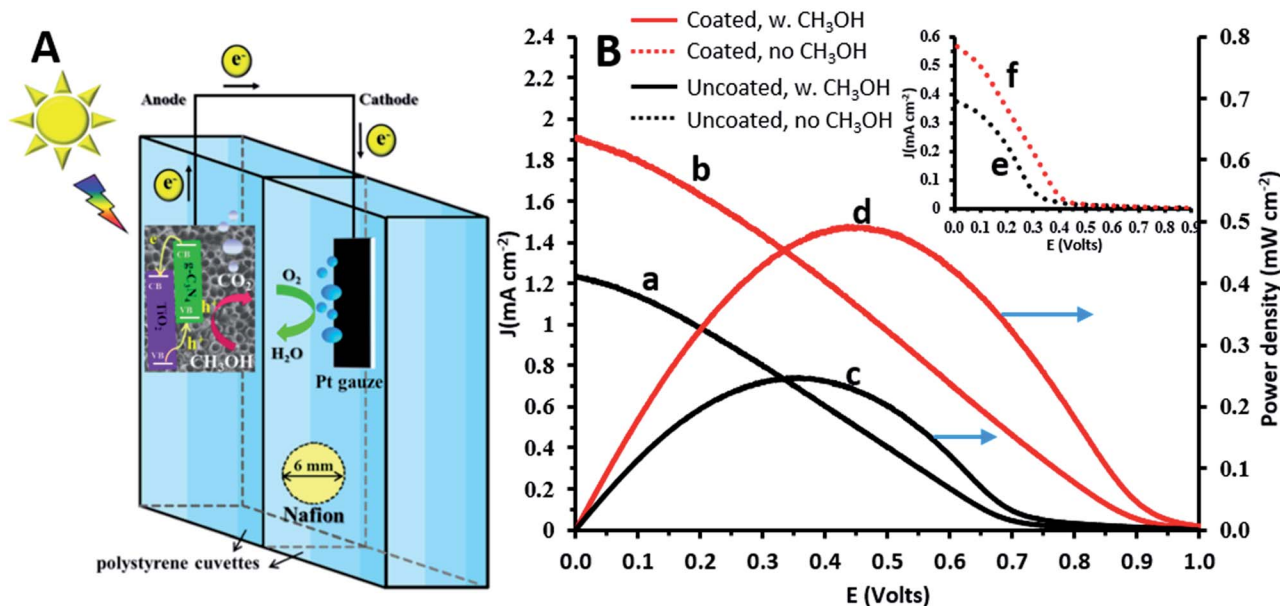 A
e⁻
Anode
Cathode
e⁻
e⁻
e⁻
CB
CB
g-C₃N₄
TiO₂
VB
VB
h⁺
h⁺
CO₂
CH₃OH
O₂
H₂O
Pt gauze
6 mm
Nafion
polystyrene cuvettes
B
Coated, w. CH₃OH
Coated, no CH₃OH
Uncoated, w. CH₃OH
Uncoated, no CH₃OH
J(mA cm⁻²)
2.4
2.2
2
1.8
1.6
1.4
1.2
1
0.8
0.6
0.4
0.2
0
0.0 0.1 0.2 0.3 0.4 0.5 0.6 0.7 0.8 0.9 1.0
E (Volts)
a
b
c
d
0.8
0.7
0.6
0.5
0.4
0.3
0.2
0.1
0.0
Power density (mW cm⁻²)
J(mA cm⁻²)
0.6
0.5
0.4
0.3
0.2
0.1
0
f
e
0.0 0.1 0.2 0.3 0.4 0.5 0.6 0.7 0.8 0.9
E (Volts)